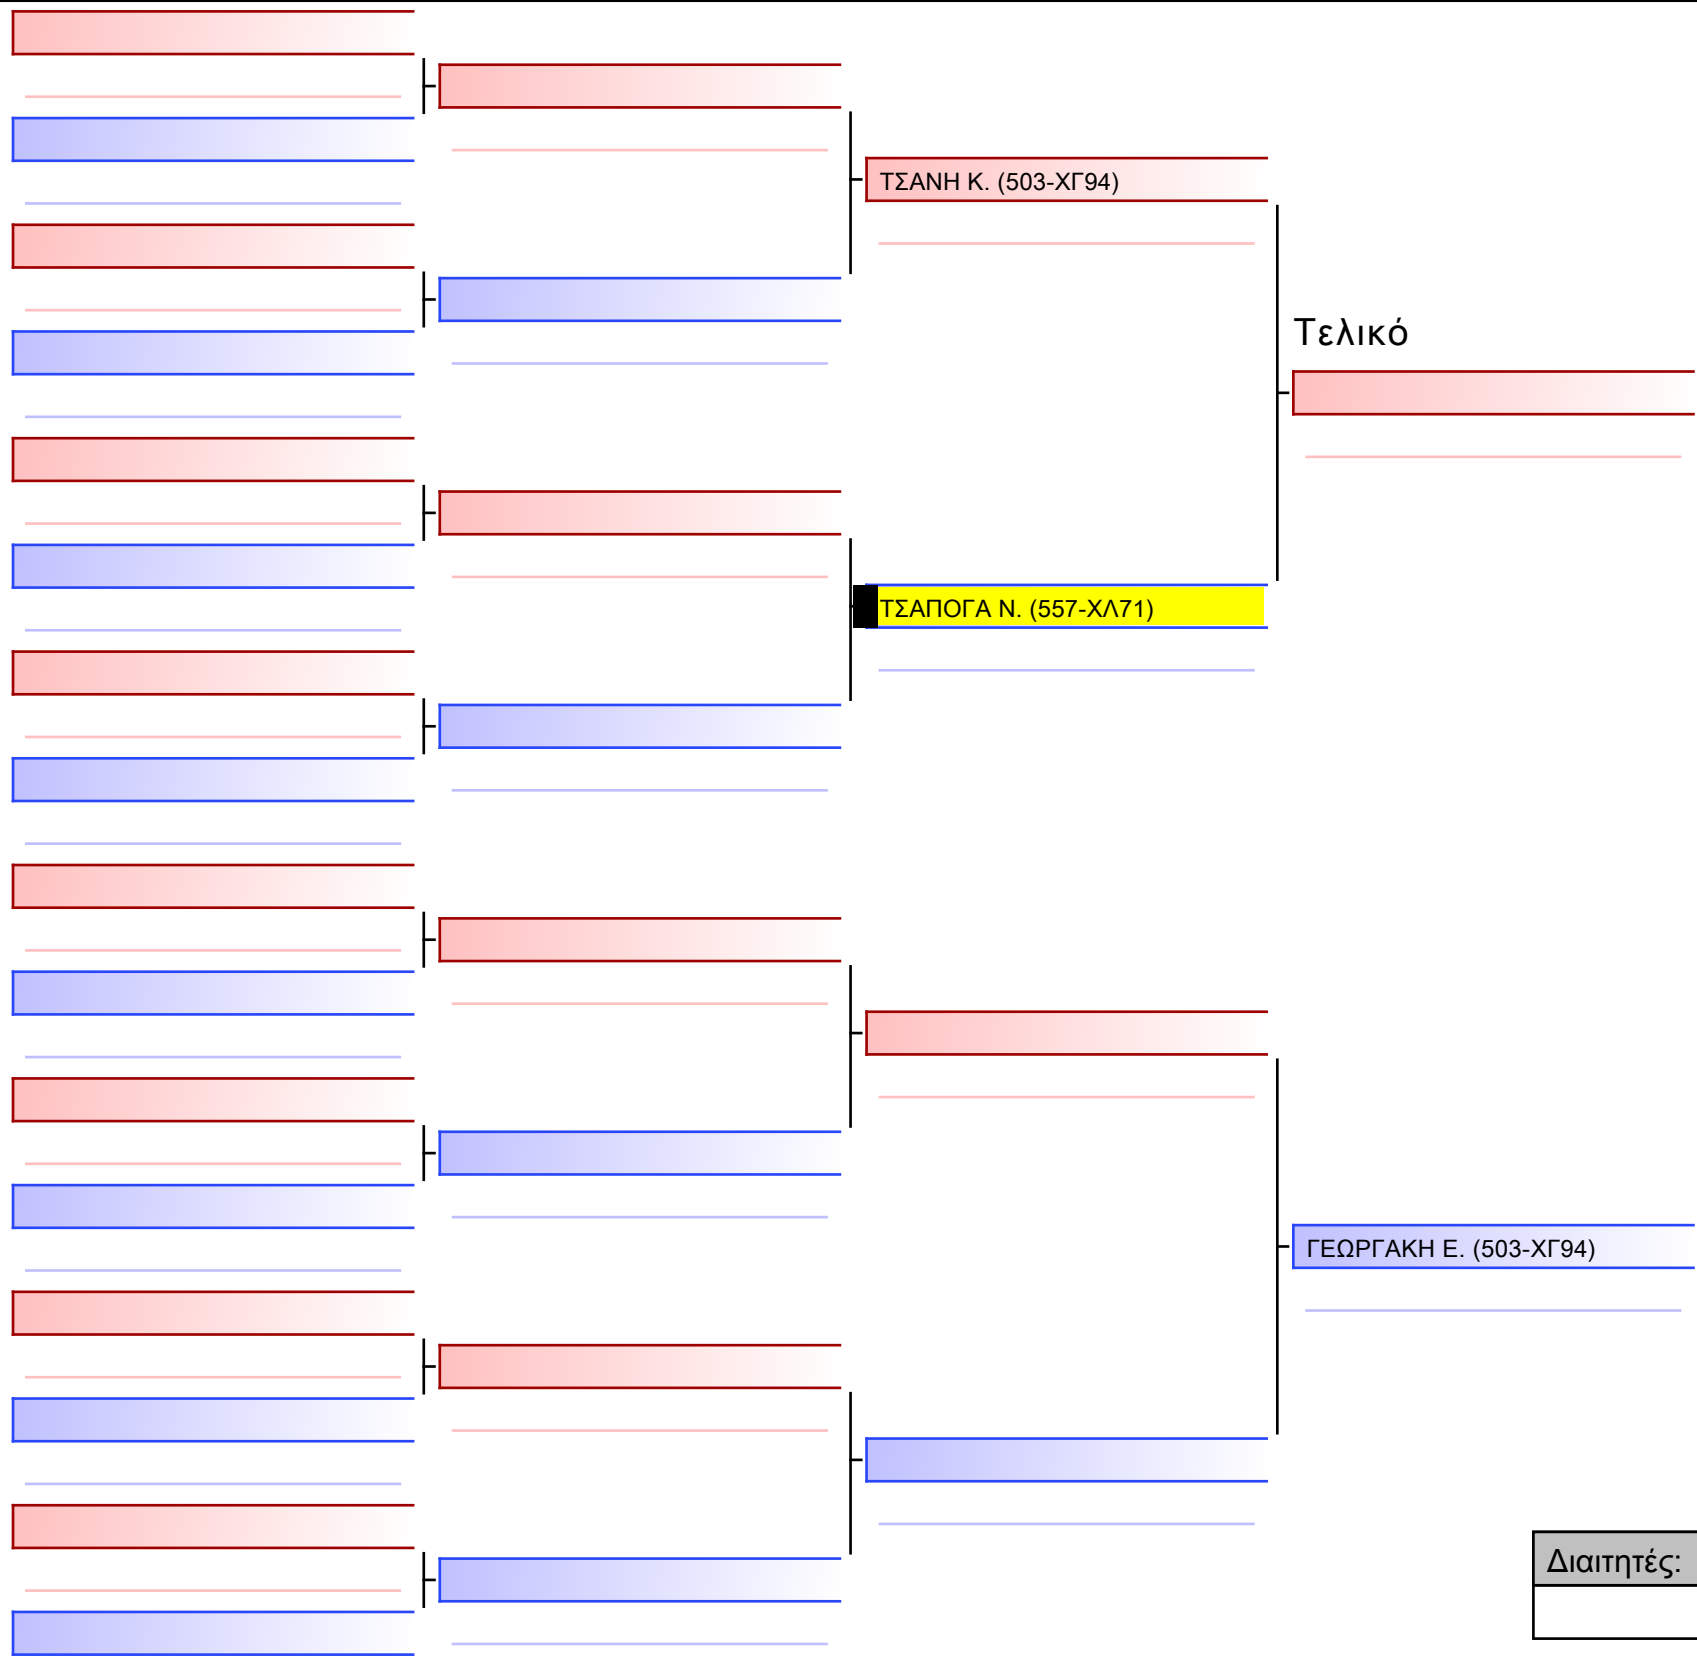 ΤΣΑΝΗ Κ. (503-ΧΓ94)
Τελικό
ΤΣΑΠΟΓΑ Ν. (557-ΧΛ71)
ΓΕΩΡΓΑΚΗ Ε. (503-ΧΓ94)
Διαιτητές: